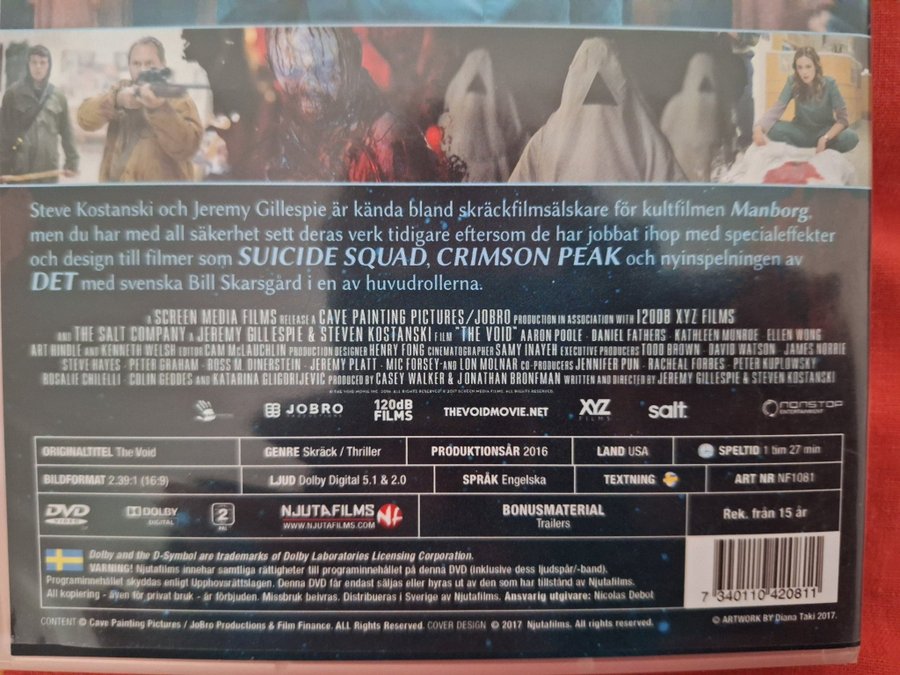 Steve Kostanski och Jeremy Gillespie är kända bland skräckfilmsälskare för kultfilmen Manborg,
men du har med all säkerhet sett deras verk tidigare eftersom de har jobbat ihop med specialeffekter
och design till filmer som SUICIDE SQUAD, CRIMSON PEAK och nyinspelningen av
DET med svenska Bill Skarsgård i en av huvudrollerna.
A SCREEN MEDIA FILMS RELEASE A CAVE PAINTING PICTURES/JOBRO PRODUCTION IN ASSOCIATION WITH 120DB XYZ FILMS
AND THE SALT COMPANY A JEREMY GILLESPIE & STEVEN KOSTANSKI FILM "THE VOID" AARON POOLE · DANIEL FATHERS · KATHLEEN MUNROE · ELLEN WONG
ART HINDLE AND KENNETH WELSH EDITOR CAM McLAUCHLIN PRODUCTION DESIGNER HENRY FONG CINEMATOGRAPHER SAMY INAYEH EXECUTIVE PRODUCERS TODD BROWN · DAVID WATSON · JAMES NORRIE
STEVE HAYES · PETER GRAHAM · ROSS M. DINERSTEIN · JEREMY PLATT · MIC FORSEY AND LON MOLNAR CO-PRODUCERS JENNIFER PUN · RACHEAL FORBES · PETER KUPLOWSKY
ROSALIE CHILELLI · COLIN GEDDES AND KATARINA GLIGORIJEVIC PRODUCED BY CASEY WALKER & JONATHAN BRONFMAN WRITTEN AND DIRECTED BY JEREMY GILLESPIE & STEVEN KOSTANSKI
JOBRO 120dB FILMS THEVOIDMOVIE.NET XYZ FILMS salt NONSTOP ENTERTAINMENT
ORIGINALTITEL The Void GENRE Skräck / Thriller PRODUKTIONSÅR 2016 LAND USA SPELTID 1 tim 27 min
BILDFORMAT 2.39:1 (16:9) LJUD Dolby Digital 5.1 & 2.0 SPRÅK Engelska TEXTNING ART NR NF1081
DVD VIDEO DOLBY DIGITAL 2 PAL NJUTAFILMS WWW.NJUTAFILMS.COM NF BONUSMATERIAL Trailers Rek. från 15 år
Dolby and the D-Symbol are trademarks of Dolby Laboratories Licensing Corporation.
VARNING! Njutafilms innehar samtliga rättigheter till programinnehållet på denna DVD (inklusive dess ljudspår/-band).
Programinnehållet skyddas enligt Upphovsrättslagen. Denna DVD får endast säljas eller hyras ut av den som har tillstånd av Njutafilms.
All kopiering - även för privat bruk - är förbjuden. Missbruk beivras. Distribueras i Sverige av Njutafilms. Ansvarig utgivare: Nicolas Debot
7 340110 420811
CONTENT © Cave Painting Pictures / JoBro Productions & Film Finance. ALL Rights Reserved. COVER DESIGN © 2017 Njutafilms. All rights reserved.
© ARTWORK BY Diana Taki 2017.